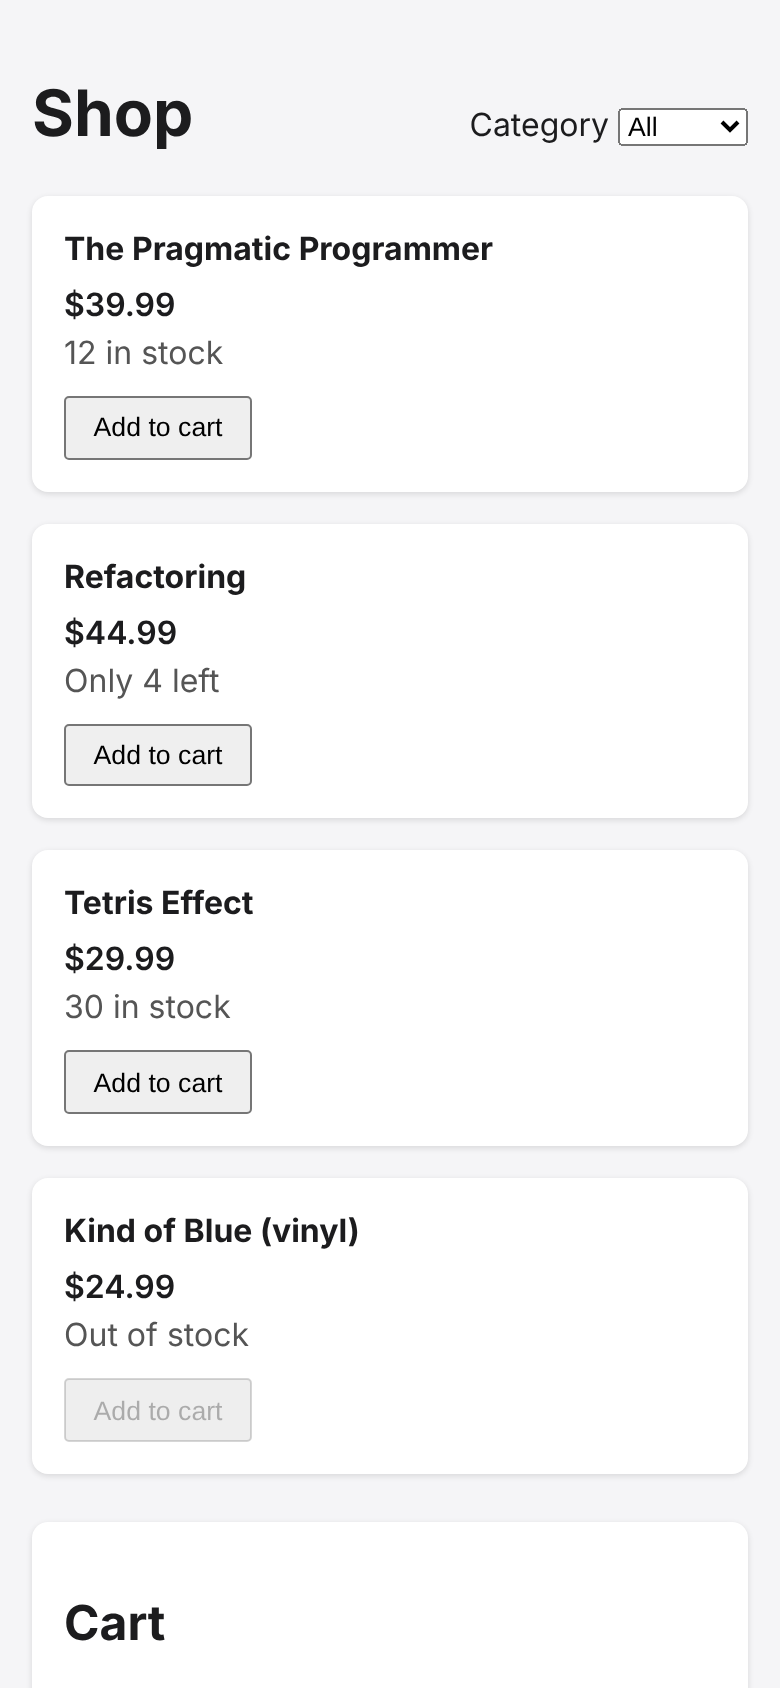 Shop
Category All
The Pragmatic Programmer
$39.99
12 in stock
Add to cart
Refactoring
$44.99
Only 4 left
Add to cart
Tetris Effect
$29.99
30 in stock
Add to cart
Kind of Blue (vinyl)
$24.99
Out of stock
Add to cart
Cart